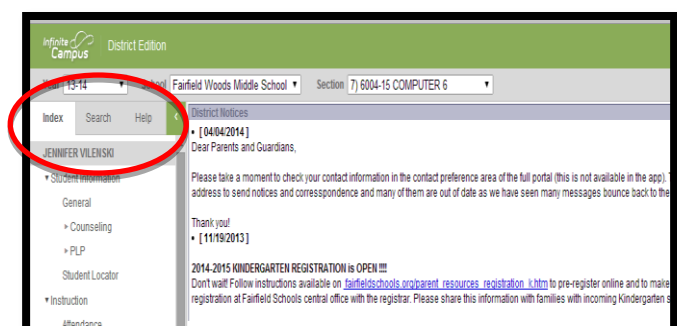 Infinite Campus District Edition
Year 13-14 School Fairfield Woods Middle School Section 7) 6004-15 COMPUTER 6
Index Search Help
District Notices
• [ 04/04/2014 ]
JENNIFER VILENSKI
Dear Parents and Guardians,
▾ Student Information
Please take a moment to check your contact information in the contact preference area of the full portal (this is not available in the app).
General
address to send notices and corresspondence and many of them are out of date as we have seen many messages bounce back to the
▸ Counseling
Thank you!
• [ 11/19/2013 ]
▸ PLP
Student Locator
2014-2015 KINDERGARTEN REGISTRATION is OPEN !!!!
Don't wait! Follow instructions available on fairfieldschools.org/parent_resources_registration_k.htm to pre-register online and to make
▾ Instruction
registration at Fairfield Schools central office with the registrar. Please share this information with families with incoming Kindergarten
Attendance